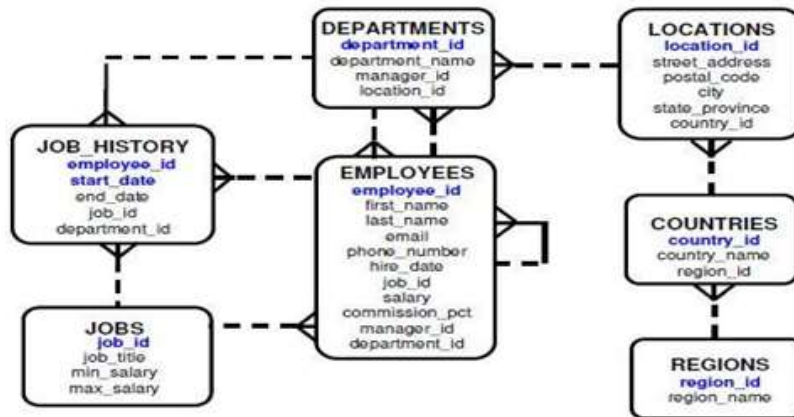 DEPARTMENTS
department_id
department_name
manager_id
location_id
LOCATIONS
location_id
street_address
postal_code
city
state_province
country_id
JOB_HISTORY
employee_id
start_date
end_date
job_id
department_id
EMPLOYEES
employee_id
first_name
last_name
email
phone_number
hire_date
job_id
salary
commission_pct
manager_id
department_id
COUNTRIES
country_id
country_name
region_id
JOBS
job_id
job_title
min_salary
max_salary
REGIONS
region_id
region_name